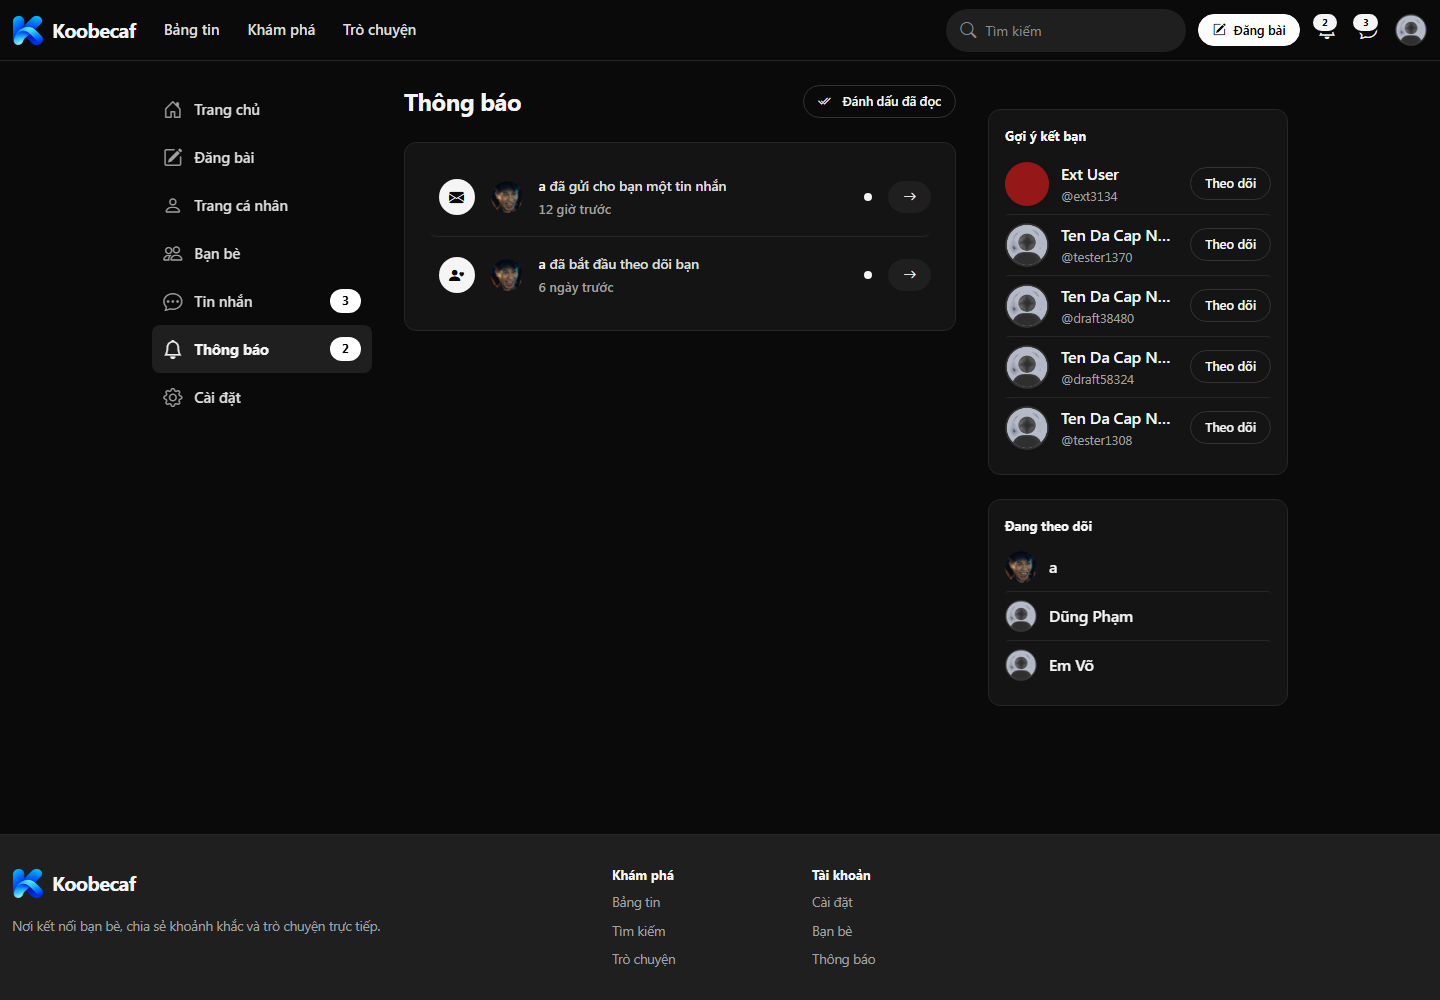 Koobecaf
Bảng tin
Khám phá
Trò chuyện
Tìm kiếm
Đăng bài
2
3
Trang chủ
Đăng bài
Trang cá nhân
Bạn bè
Tin nhắn
3
Thông báo
2
Cài đặt
Thông báo
Đánh dấu đã đọc
a đã gửi cho bạn một tin nhắn
12 giờ trước
a đã bắt đầu theo dõi bạn
6 ngày trước
Gợi ý kết bạn
Ext User
@ext3134
Theo dõi
Ten Da Cap N...
@tester1370
Theo dõi
Ten Da Cap N...
@draft38480
Theo dõi
Ten Da Cap N...
@draft58324
Theo dõi
Ten Da Cap N...
@tester1308
Theo dõi
Đang theo dõi
a
Dũng Phạm
Em Võ
Koobecaf
Nơi kết nối bạn bè, chia sẻ khoảnh khắc và trò chuyện trực tiếp.
Khám phá
Bảng tin
Tìm kiếm
Trò chuyện
Tài khoản
Cài đặt
Bạn bè
Thông báo